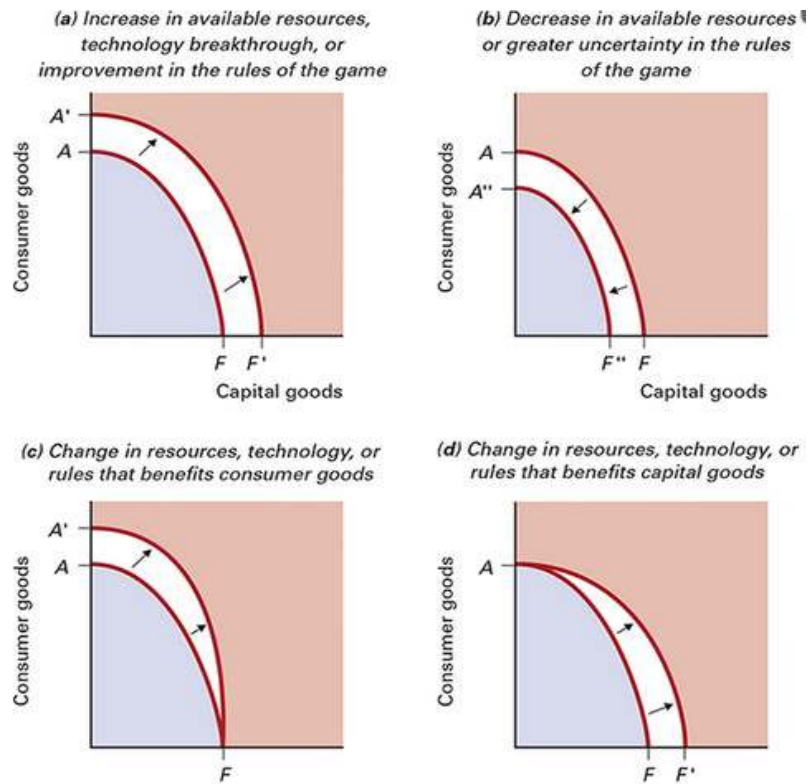 (a) Increase in available resources,
technology breakthrough, or
improvement in the rules of the game
A'
A
Consumer goods
F F'
Capital goods
(b) Decrease in available resources
or greater uncertainty in the rules
of the game
A
A"
Consumer goods
F" F
Capital goods
(c) Change in resources, technology, or
rules that benefits consumer goods
A'
A
Consumer goods
F
(d) Change in resources, technology, or
rules that benefits capital goods
A
Consumer goods
F F'